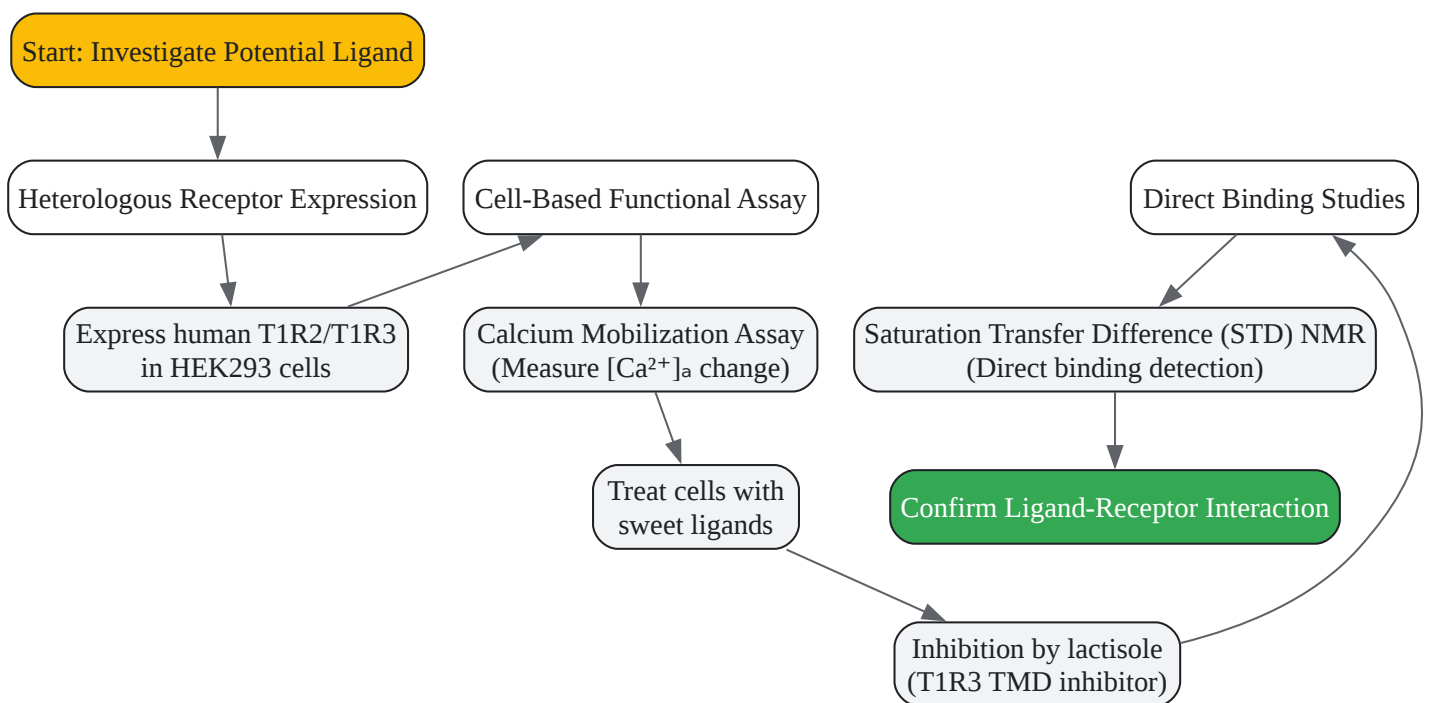 Start: Investigate Potential Ligand
Heterologous Receptor Expression
Cell-Based Functional Assay
Direct Binding Studies
Express human T1R2/T1R3
in HEK293 cells
Calcium Mobilization Assay
(Measure [Ca²⁺]ₐ change)
Saturation Transfer Difference (STD) NMR
(Direct binding detection)
Treat cells with
sweet ligands
Confirm Ligand-Receptor Interaction
Inhibition by lactisole
(T1R3 TMD inhibitor)